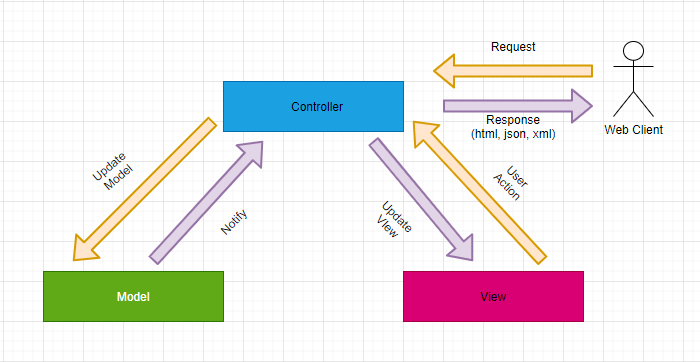 Request
Controller
Response
(html, json, xml)
Web Client
Update
Model
Notify
Update
View
User
Action
Model
View